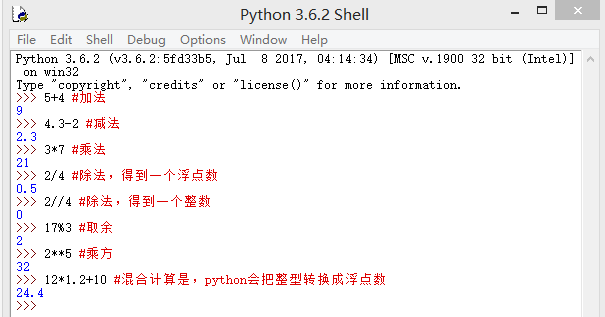 Python 3.6.2 Shell
File Edit Shell Debug Options Window Help
Python 3.6.2 (v3.6.2:5fd33b5, Jul  8 2017, 04:14:34) [MSC v.1900 32 bit (Intel)]
 on win32
Type "copyright", "credits" or "license()" for more information.
>>> 5+4 #加法
9
>>> 4.3-2 #减法
2.3
>>> 3*7 #乘法
21
>>> 2/4 #除法，得到一个浮点数
0.5
>>> 2//4 #除法，得到一个整数
0
>>> 17%3 #取余
2
>>> 2**5 #乘方
32
>>> 12*1.2+10 #混合计算是，python会把整型转换成浮点数
24.4
>>>